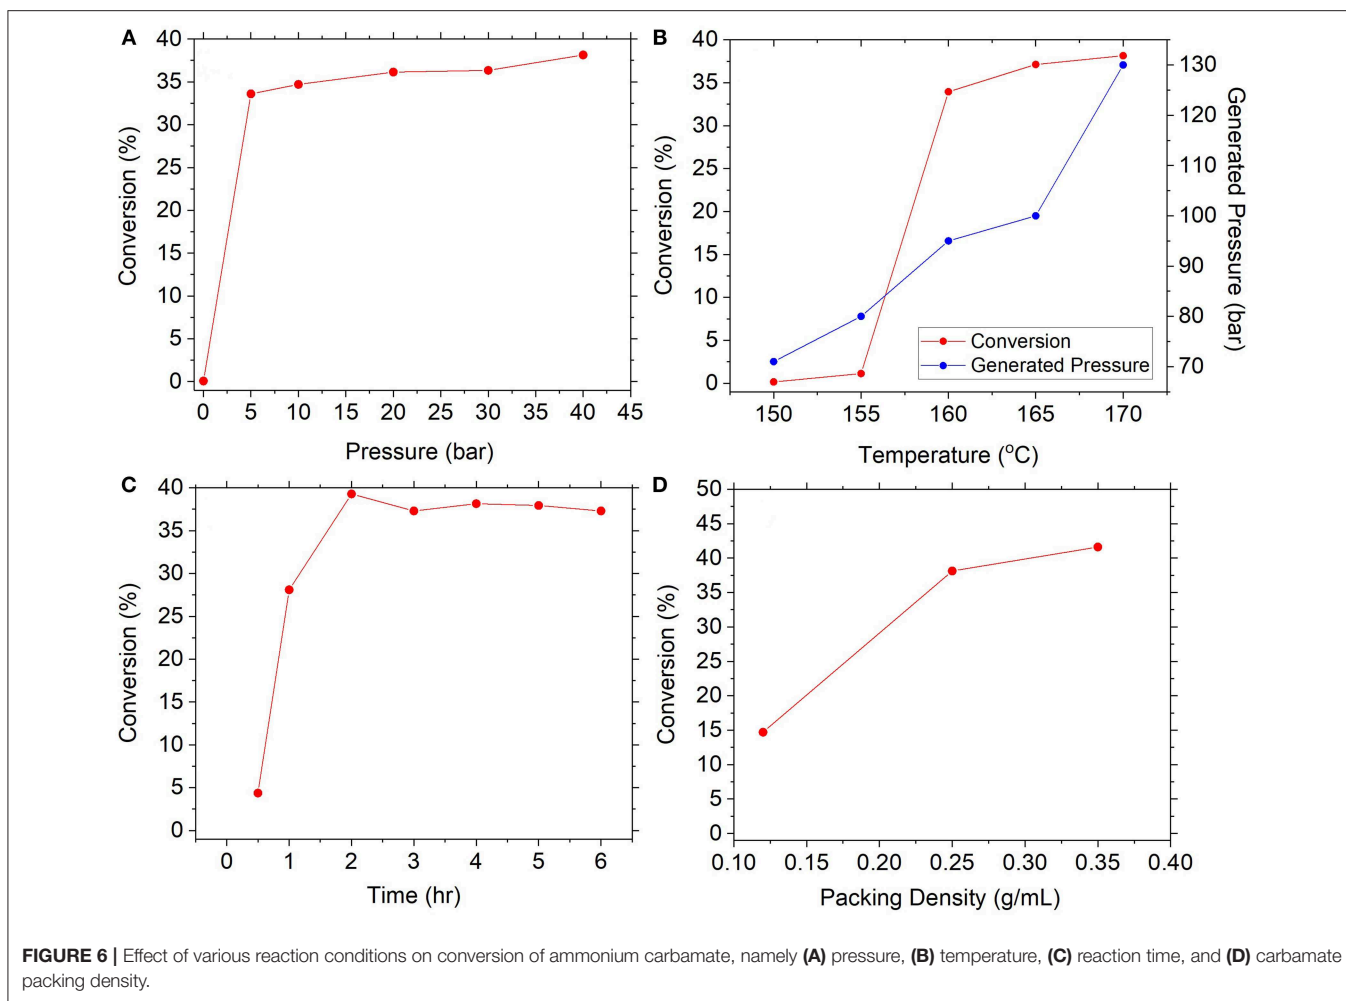 A
40
35
30
25
20
15
10
5
0
Conversion (%)
0 5 10 15 20 25 30 35 40 45
Pressure (bar)
B
40
35
30
25
20
15
10
5
0
Conversion (%)
130
120
110
100
90
80
70
Generated Pressure (bar)
Conversion
Generated Pressure
150 155 160 165 170
Temperature (°C)
C
40
35
30
25
20
15
10
5
0
Conversion (%)
0 1 2 3 4 5 6
Time (hr)
D
50
45
40
35
30
25
20
15
10
5
0
Conversion (%)
0.10 0.15 0.20 0.25 0.30 0.35 0.40
Packing Density (g/mL)
FIGURE 6 | Effect of various reaction conditions on conversion of ammonium carbamate, namely (A) pressure, (B) temperature, (C) reaction time, and (D) carbamate
packing density.